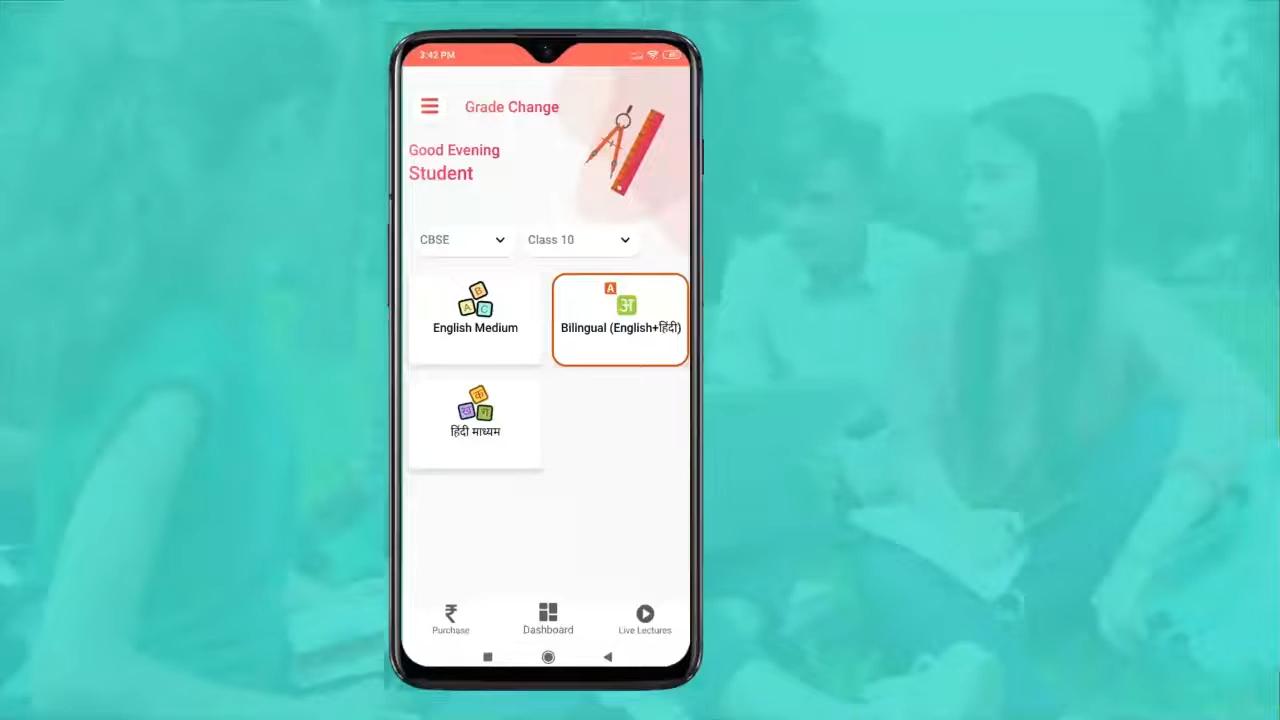 3:42 PM
Grade Change
Good Evening
Student
CBSE
Class 10
B
A
C
English Medium
A
अ
Bilingual (English+हिंदी)
क
ख
ग
हिंदी माध्यम
₹
Purchase
Dashboard
Live Lectures